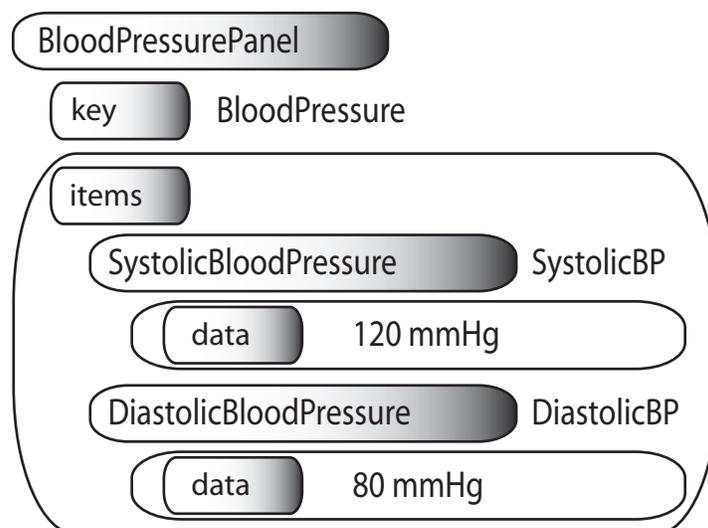 BloodPressurePanel
key BloodPressure
items
SystolicBloodPressure SystolicBP
data 120 mmHg
DiastolicBloodPressure DiastolicBP
data 80 mmHg